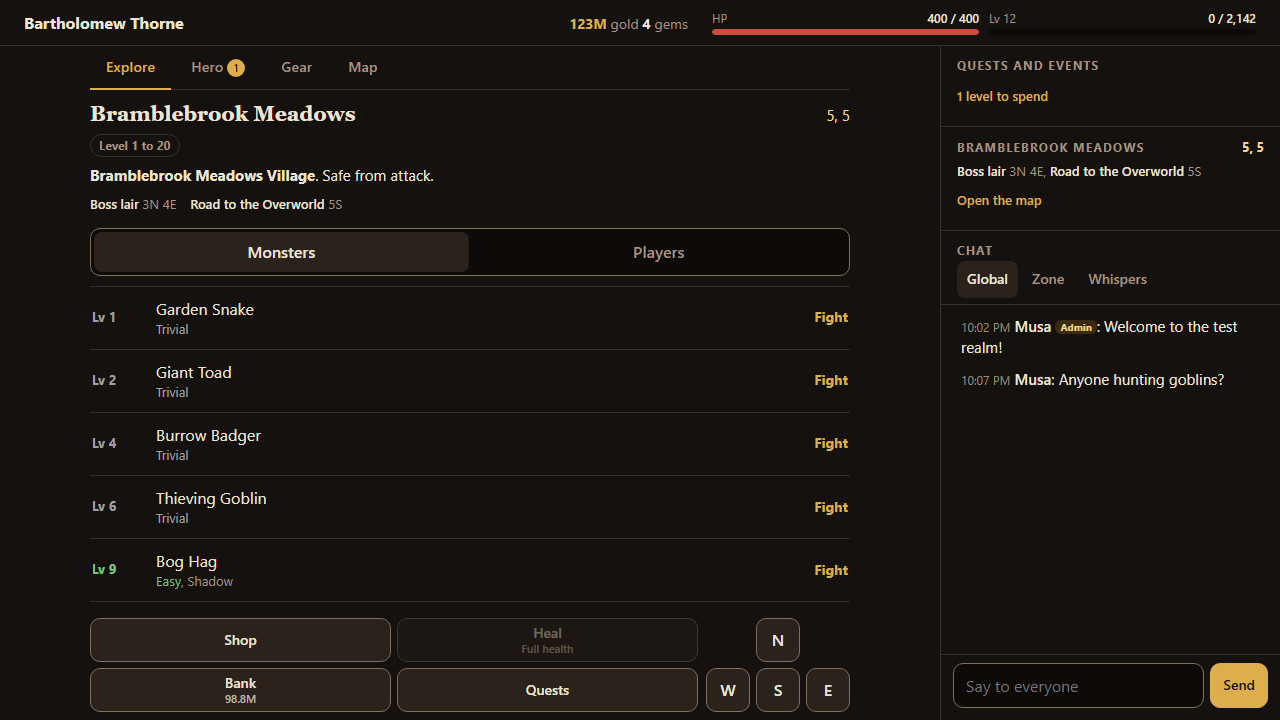 Bartholomew Thorne
123M gold 4 gems
HP 400 / 400
Lv 12 0 / 2,142
Explore
Hero 1
Gear
Map
Bramblebrook Meadows
5, 5
Level 1 to 20
Bramblebrook Meadows Village. Safe from attack.
Boss lair 3N 4E Road to the Overworld 5S
Monsters
Players
Lv 1
Garden Snake
Trivial
Fight
Lv 2
Giant Toad
Trivial
Fight
Lv 4
Burrow Badger
Trivial
Fight
Lv 6
Thieving Goblin
Trivial
Fight
Lv 9
Bog Hag
Easy, Shadow
Fight
Shop
Heal
Full health
N
Bank
98.8M
Quests
W
S
E
QUESTS AND EVENTS
1 level to spend
BRAMBLEBROOK MEADOWS 5, 5
Boss lair 3N 4E, Road to the Overworld 5S
Open the map
CHAT
Global
Zone
Whispers
10:02 PM Musa Admin: Welcome to the test
realm!
10:07 PM Musa: Anyone hunting goblins?
Say to everyone
Send